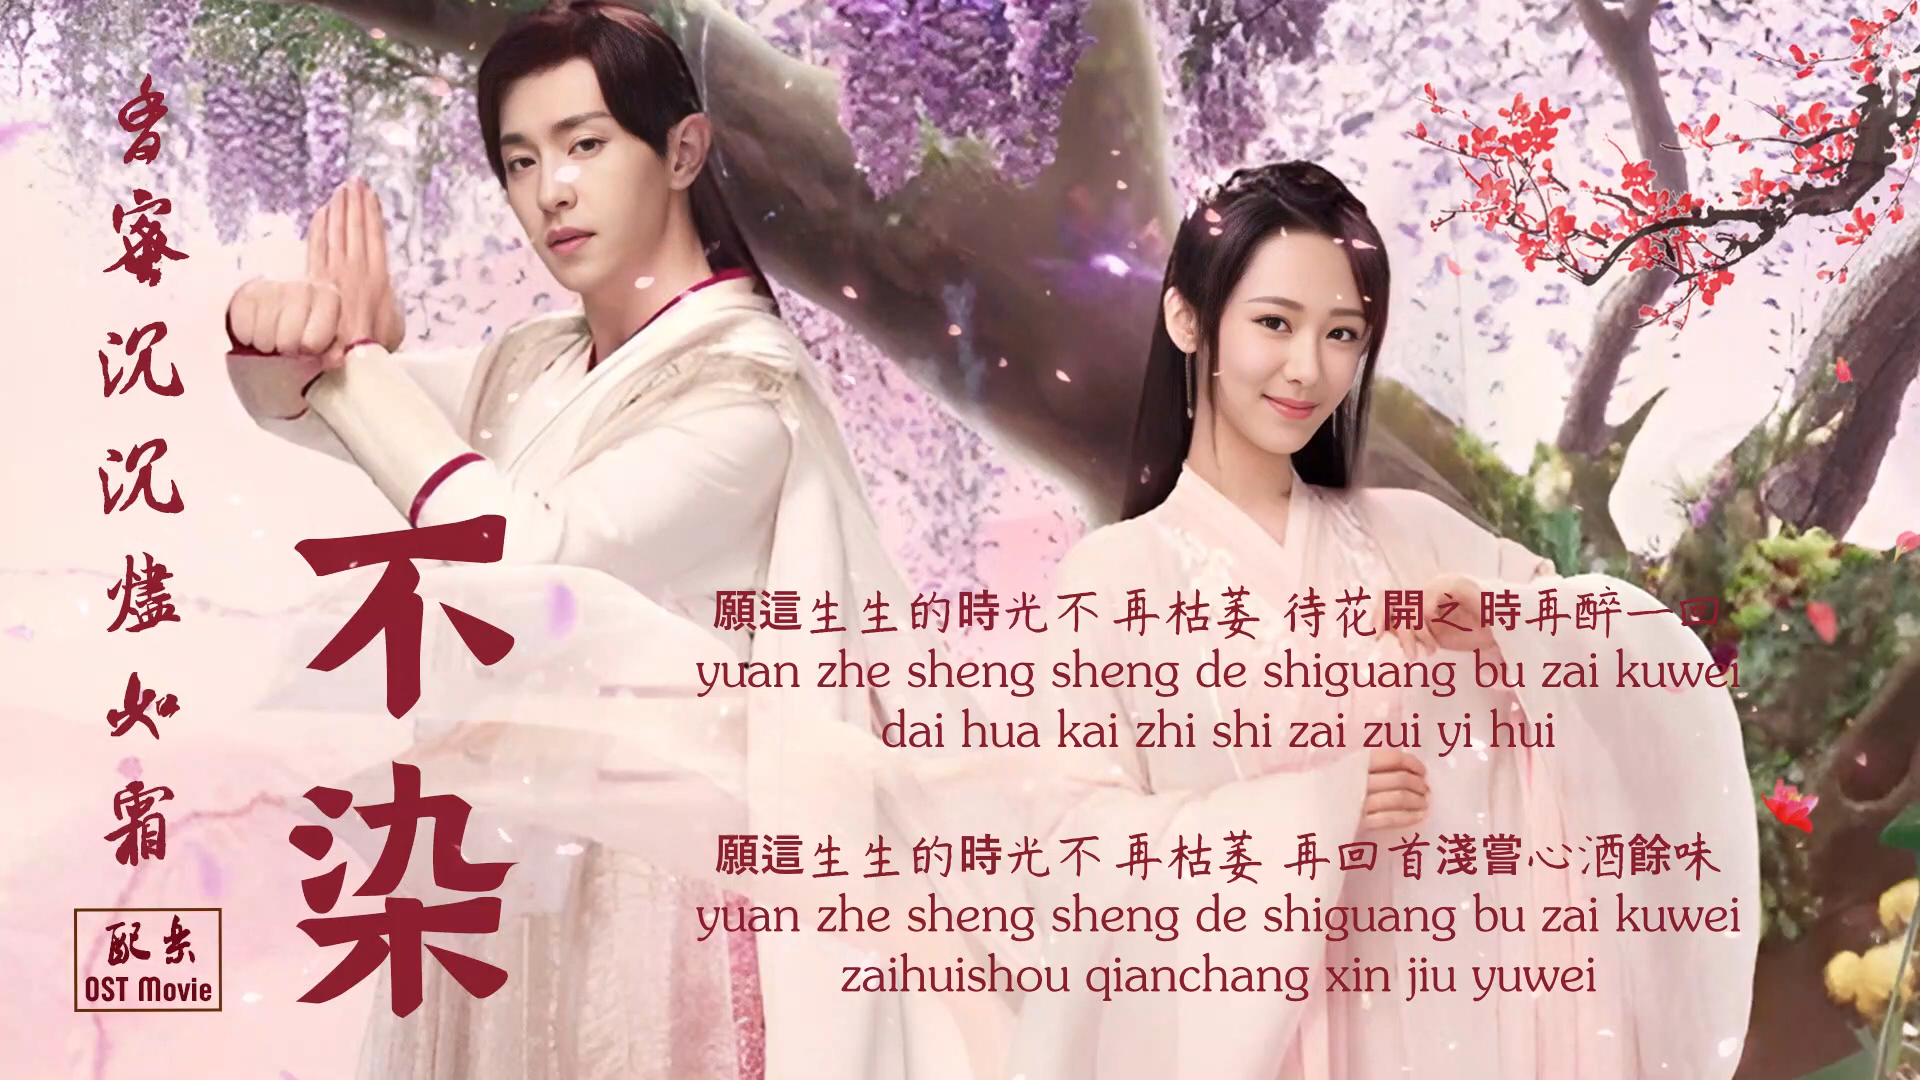 香蜜沉沉燼如霜
配乐
OST Movie
不染
願這生生的時光不再枯萎 待花開之時再醉一回
yuan zhe sheng sheng de shiguang bu zai kuwei
dai hua kai zhi shi zai zui yi hui
願這生生的時光不再枯萎 再回首淺嘗心酒餘味
yuan zhe sheng sheng de shiguang bu zai kuwei
zaihuishou qianchang xin jiu yuwei